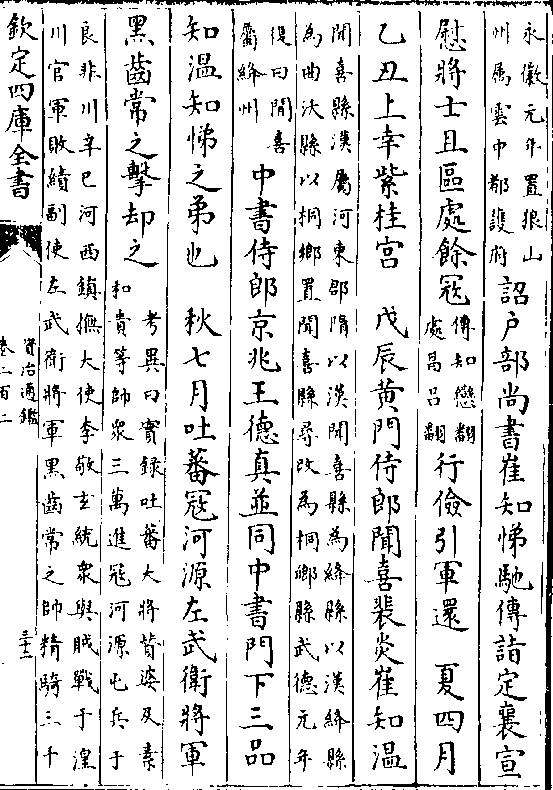 永徽元年置狼山
州屬雲中都護府
詔户部尚書崔知悌馳傳詣定襄宣
慰將士且區處餘冦
傳知戀翻
處昌呂翻
行儉引軍還　夏四月
乙丑上幸紫桂宫　戊辰黄門侍郎聞喜裴炎崔知温
聞喜縣漢屬河東郡隋以漢聞喜縣為絳縣以漢絳縣
為曲沃縣以桐鄉置聞喜縣尋改為桐鄉縣武德元年
復曰聞喜
屬絳州
中書侍郎京兆王德真並同中書門下三品
知温知悌之弟也　秋七月吐蕃冦河源左武衛將軍
黑齒常之擊却之
考異曰實録吐蕃大將賛婆及素
和貴等帥衆三萬進冦河源屯兵于
良非川辛巳河西鎮撫大使李敬玄統衆與賊戰于湟
川官軍敗績副使左武衛將軍黑齒常之帥精騎三千
欽定四庫全書
資治通鑑
卷二百二
三十二